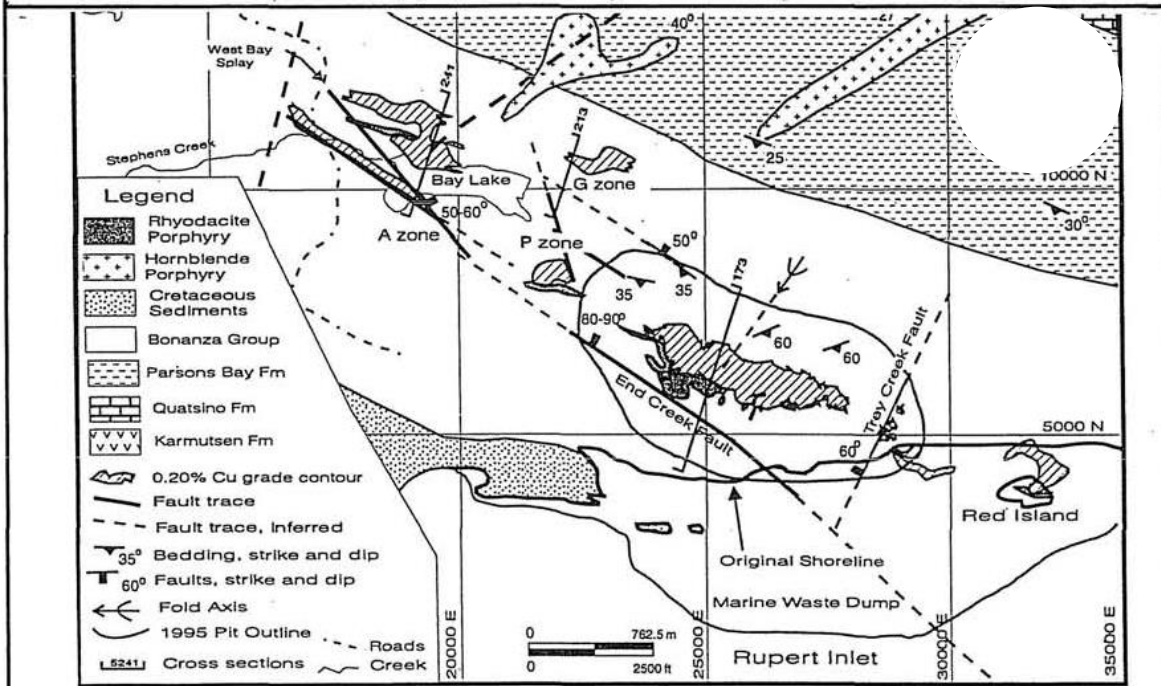 40°
West Bay
Splay
241
213
Stephens Creek
25
Bay Lake
G zone
10000 N
Legend
50-60°
A zone
30°
Rhyodacite
Porphyry
P zone
50°
Hornblende
Porphyry
35
35
173
Cretaceous
Sediments
80-90°
60
60
Bonanza Group
Parsons Bay Fm
End Creek Fault
Trey Creek Fault
Quatsino Fm
5000 N
Karmutsen Fm
60°
0.20% Cu grade contour
Fault trace
Red Island
Fault trace, inferred
35° Bedding, strike and dip
Original Shoreline
60° Faults, strike and dip
Fold Axis
Marine Waste Dump
1995 Pit Outline
Roads
0 762.5 m
5241 Cross sections Creek
0 2500 ft
Rupert Inlet
20000 E
25000 E
30000 E
35000 E